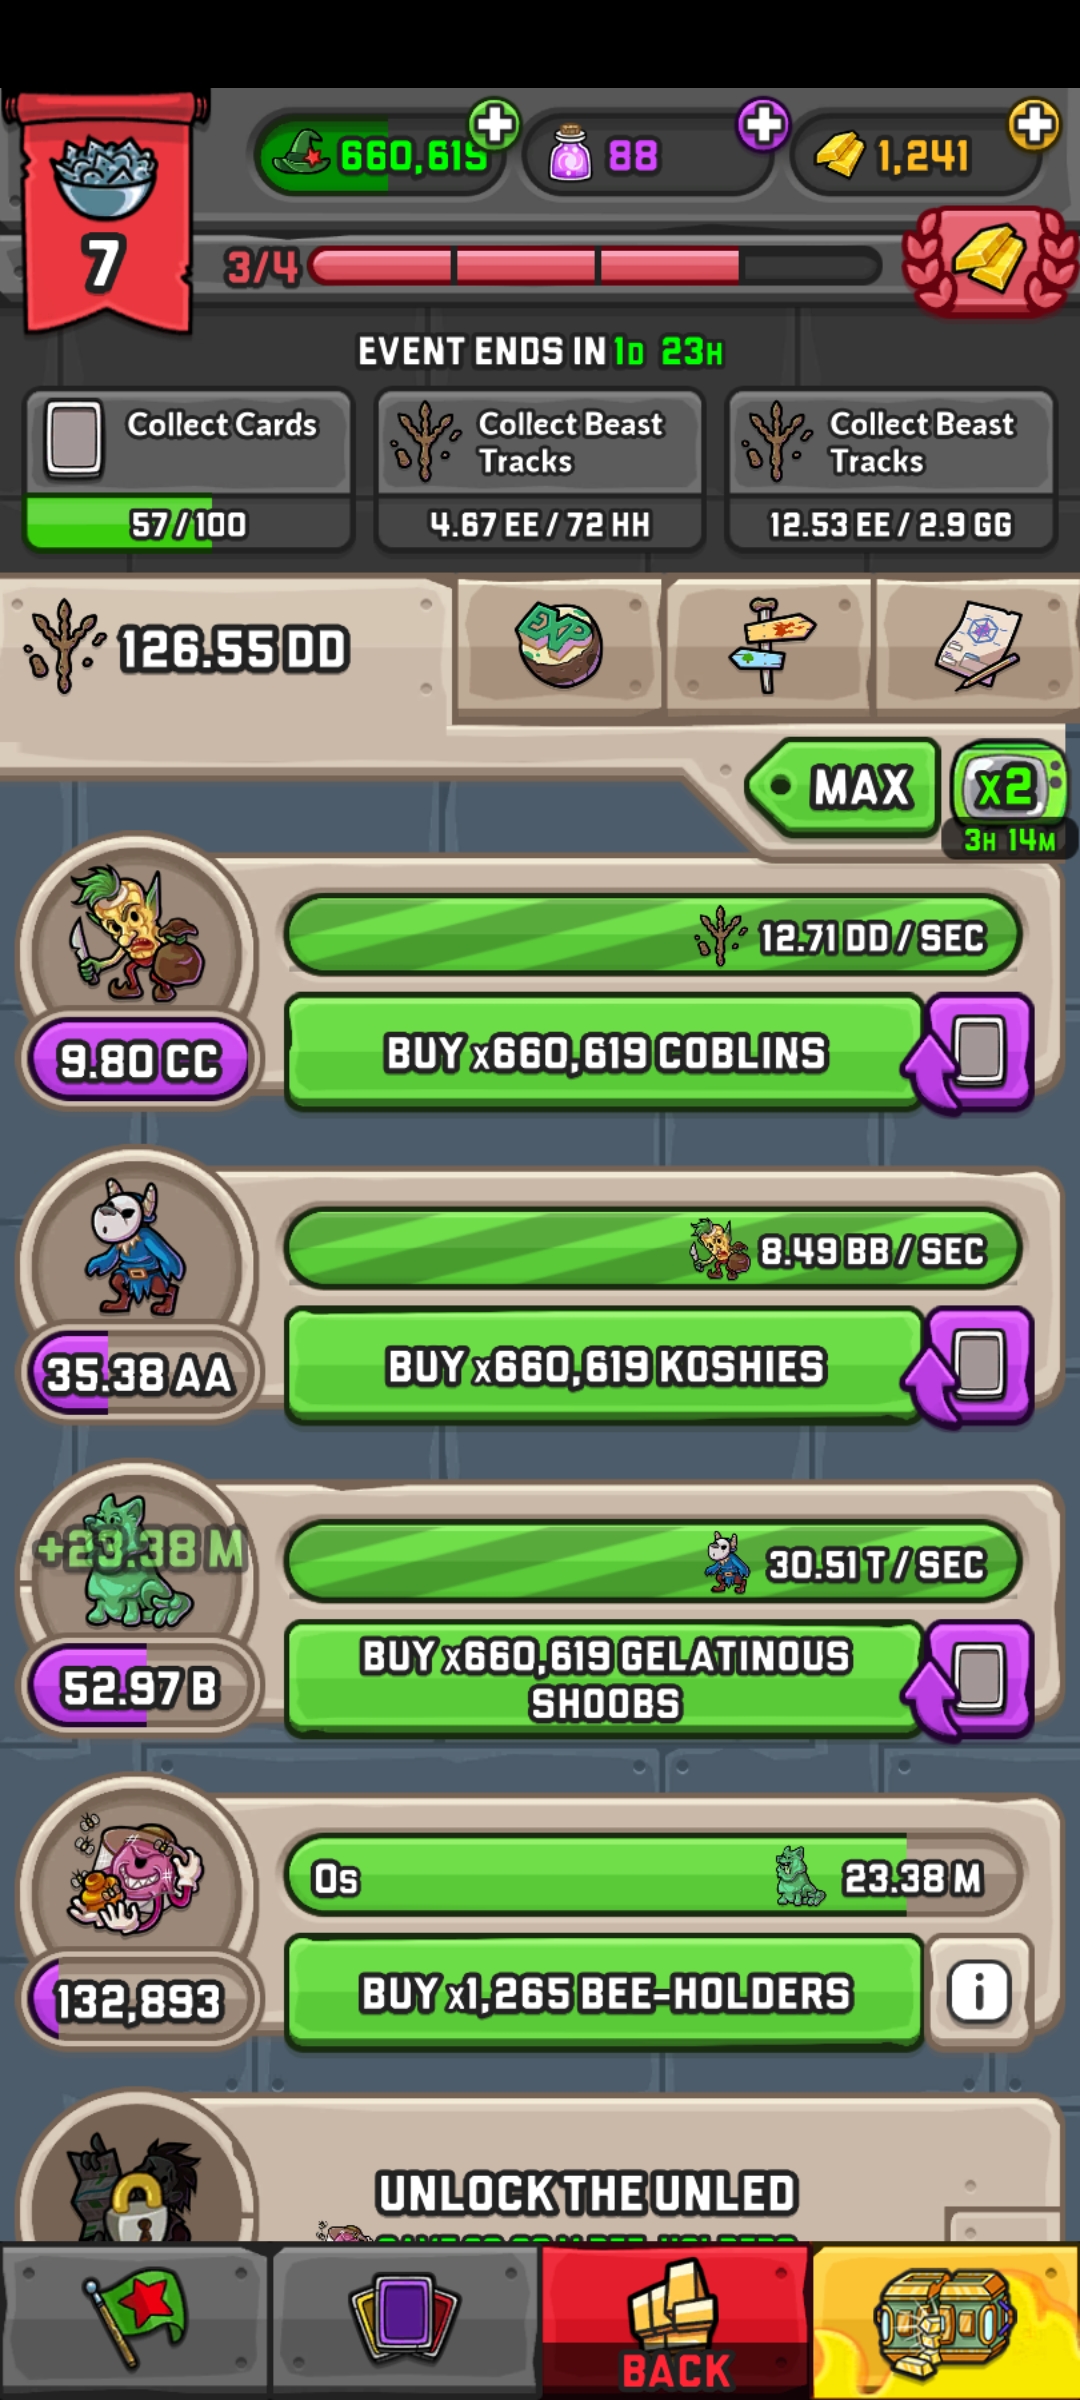 660,619
88
1,241
7
3/4
EVENT ENDS IN 1D 23H
Collect Cards
57/100
Collect Beast
Tracks
4.67 EE / 72 HH
Collect Beast
Tracks
12.53 EE / 2.9 GG
126.55 DD
EXP
MAX
x2
3H 14M
12.71 DD / SEC
9.80 CC
BUY x660,619 COBLINS
8.49 BB / SEC
35.38 AA
BUY x660,619 KOSHIES
+23.38 M
30.51 T / SEC
52.97 B
BUY x660,619 GELATINOUS
SHOOBS
0s
23.38 M
132,893
BUY x1,265 BEE-HOLDERS
i
UNLOCK THE UNLED
BACK